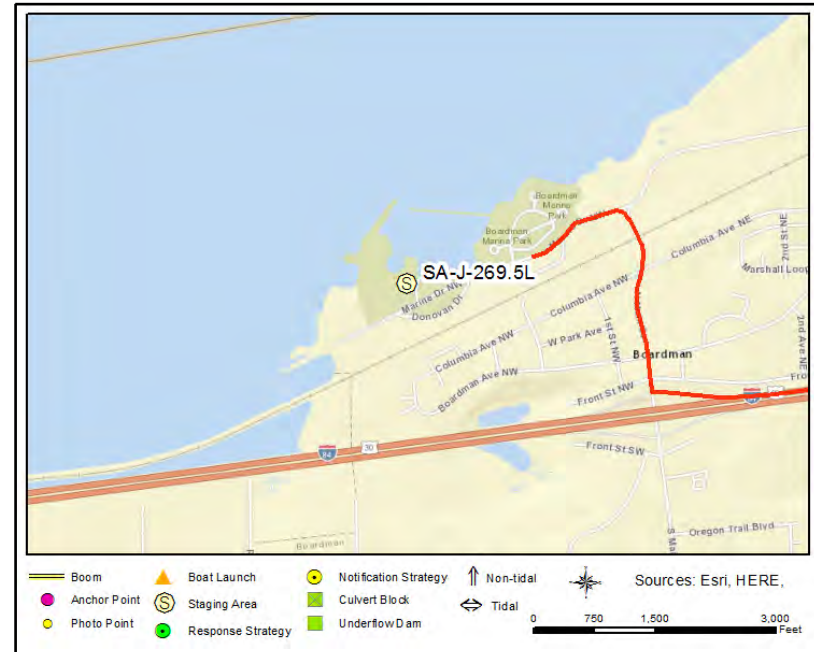 Boardman
Marina
Park
Boardman
Marina Park
S SA-J-269.5L
Marine Dr NW
Donovan Dr
Columbia Ave NE
2nd St NE
Marshall Loop
Columbia Ave NW
W Park Ave
1st St NW
Boardman
2nd Ave NE
Columbia Ave NW
Boardman Ave NW
Front St NW
Fro
84
30
84
Front St SW
S Ma
Oregon Trail Blvd
Boardman
Boom
Boat Launch
Notification Strategy
Non-tidal
Sources: Esri, HERE,
Anchor Point
S Staging Area
Culvert Block
Tidal
Photo Point
Response Strategy
Underflow Dam
0 750 1,500 3,000
Feet